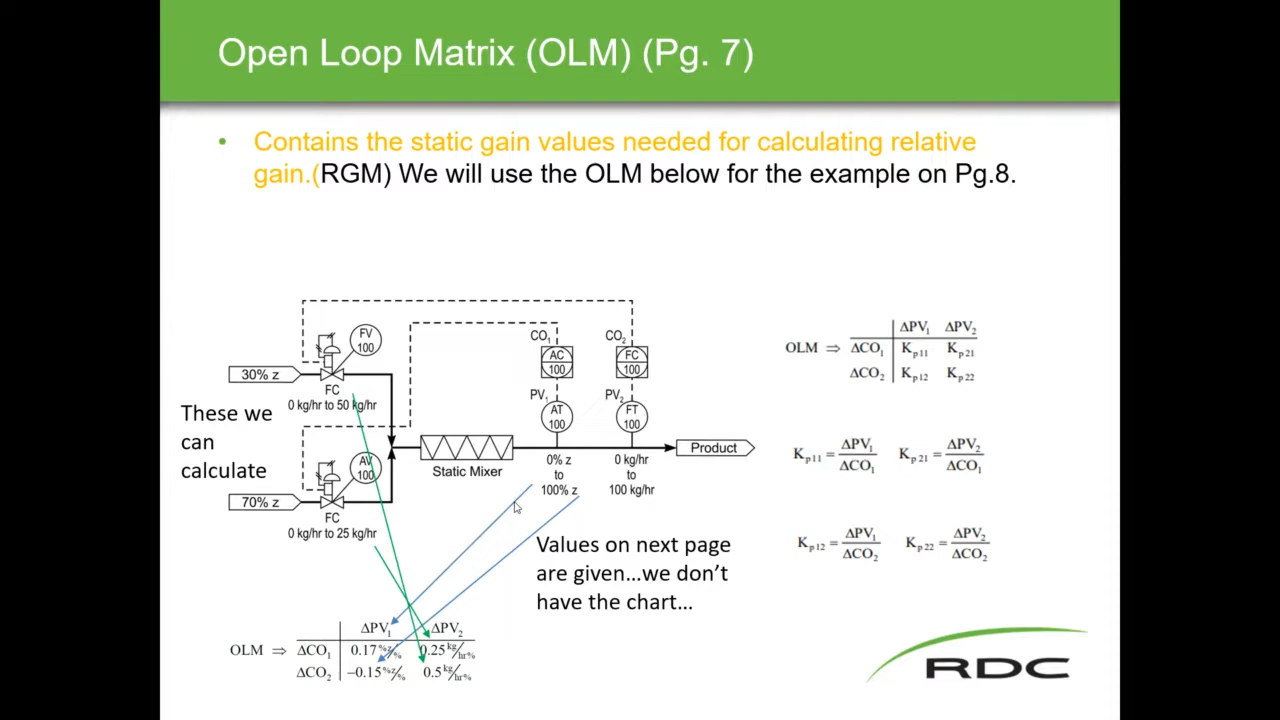 Open Loop Matrix (OLM) (Pg. 7)
• Contains the static gain values needed for calculating relative
gain.(RGM) We will use the OLM below for the example on Pg.8.
FV
100
30% z
FC
0 kg/hr to 50 kg/hr
These we
can
calculate
AV
100
70% z
FC
0 kg/hr to 25 kg/hr
Static Mixer
CO₁
AC
100
PV₁
AT
100
0% z
to
100% z
CO₂
FC
100
PV₂
FT
100
0 kg/hr
to
100 kg/hr
Product
Values on next page
are given…we don’t
have the chart…
ΔPV₁ ΔPV₂
OLM ⇒ ΔCO₁ Kp11 Kp21
ΔCO₂ Kp12 Kp22
Kp11 = ΔPV₁/ΔCO₁ Kp21 = ΔPV₂/ΔCO₁
Kp12 = ΔPV₁/ΔCO₂ Kp22 = ΔPV₂/ΔCO₂
ΔPV₁ ΔPV₂
OLM ⇒ ΔCO₁ 0.17 %z/% 0.25 kg/hr%
ΔCO₂ −0.15 %z/% 0.5 kg/hr%
RDC